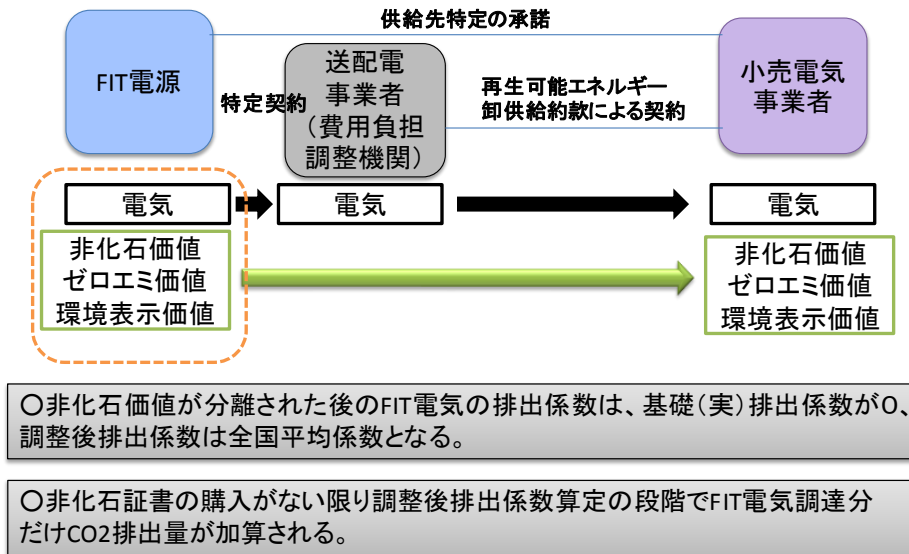 供給先特定の承諾
FIT電源
特定契約
送配電
事業者
（費用負担
調整機関）
再生可能エネルギー
卸供給約款による契約
小売電気
事業者
電気
電気
電気
非化石価値
ゼロエミ価値
環境表示価値
非化石価値
ゼロエミ価値
環境表示価値
〇非化石価値が分離された後のFIT電気の排出係数は、基礎（実）排出係数が0、
調整後排出係数は全国平均係数となる。
〇非化石証書の購入がない限り調整後排出係数算定の段階でFIT電気調達分
だけCO2排出量が加算される。